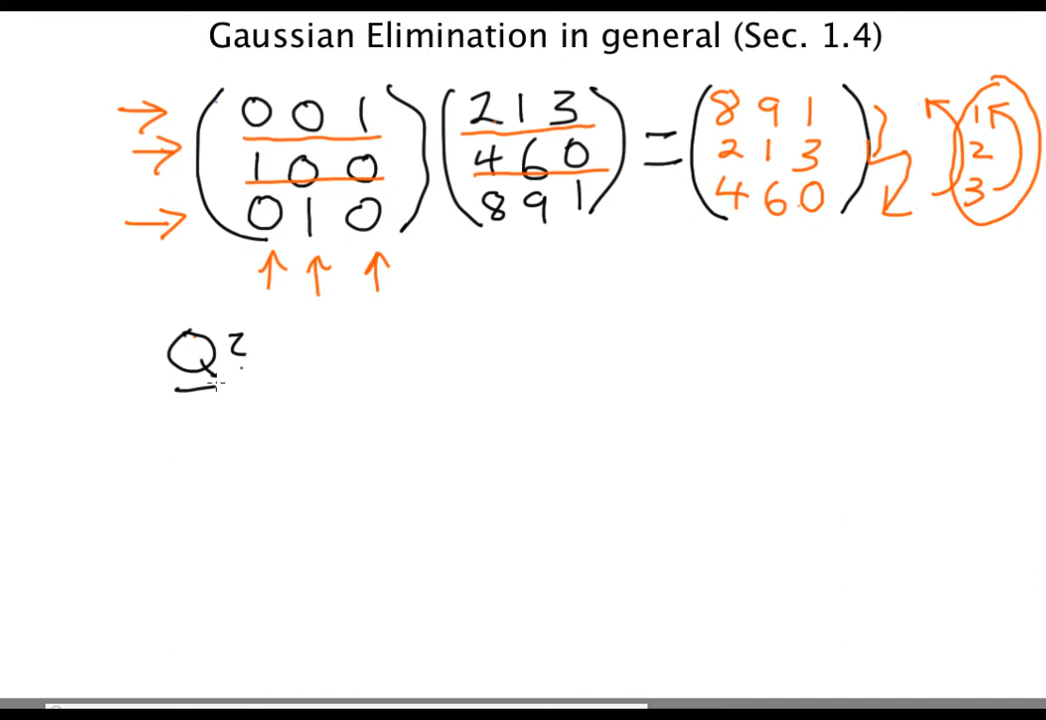 Gaussian Elimination in general (Sec. 1.4)
( 0 0 1 ) ( 2 1 3 ) = ( 8 9 1 ) 1
( 1 0 0 ) ( 4 6 0 ) = ( 2 1 3 ) 2
( 0 1 0 ) ( 8 9 1 ) = ( 4 6 0 ) 3
Q?